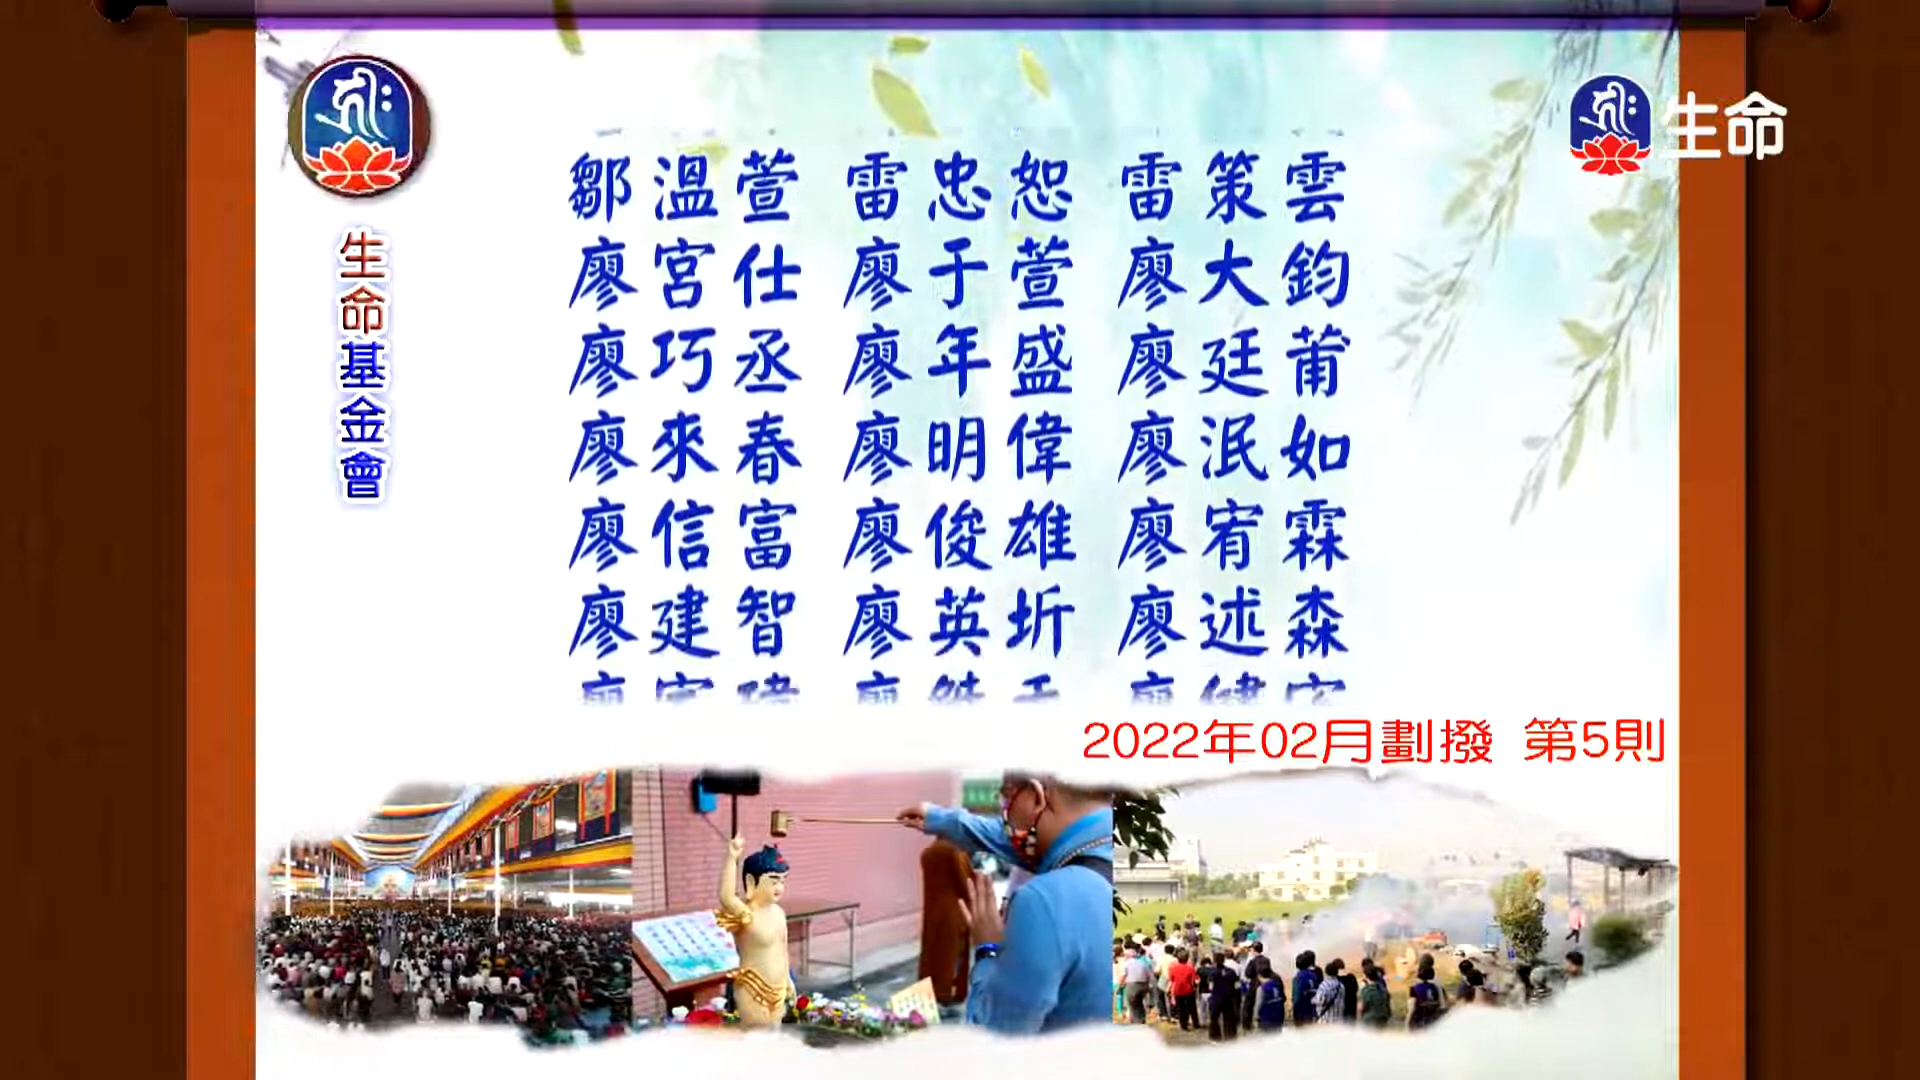 生命
生命基金會
鄒溫萱 雷忠恕 雷策雲
廖宮仕 廖于萱 廖大鈞
廖巧丞 廖年盛 廖廷莆
廖來春 廖明偉 廖泯如
廖信富 廖俊雄 廖宥霖
廖建智 廖英圻 廖述森
2022年02月劃撥 第5則